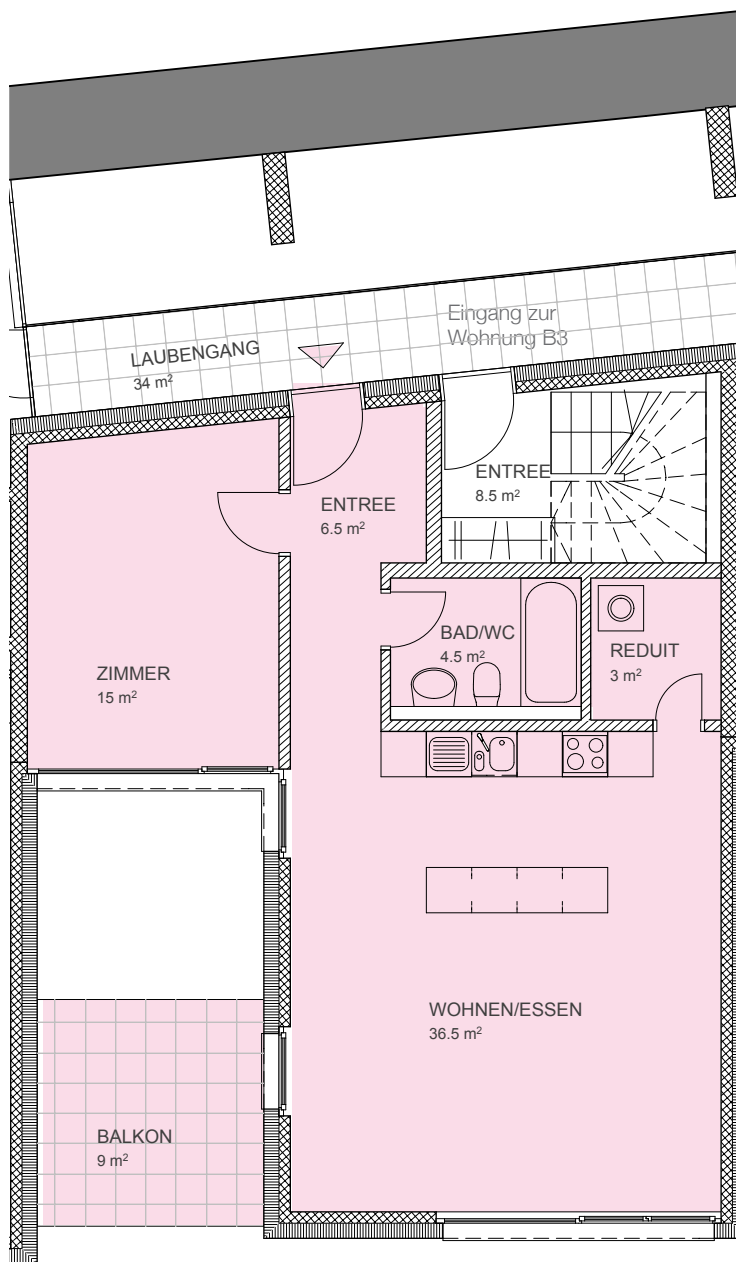 Eingang zur
Wohnung B3
LAUBENGANG
34 m²
ENTREE
8.5 m²
ENTREE
6.5 m²
BAD/WC
4.5 m²
REDUIT
3 m²
ZIMMER
15 m²
WOHNEN/ESSEN
36.5 m²
BALKON
9 m²